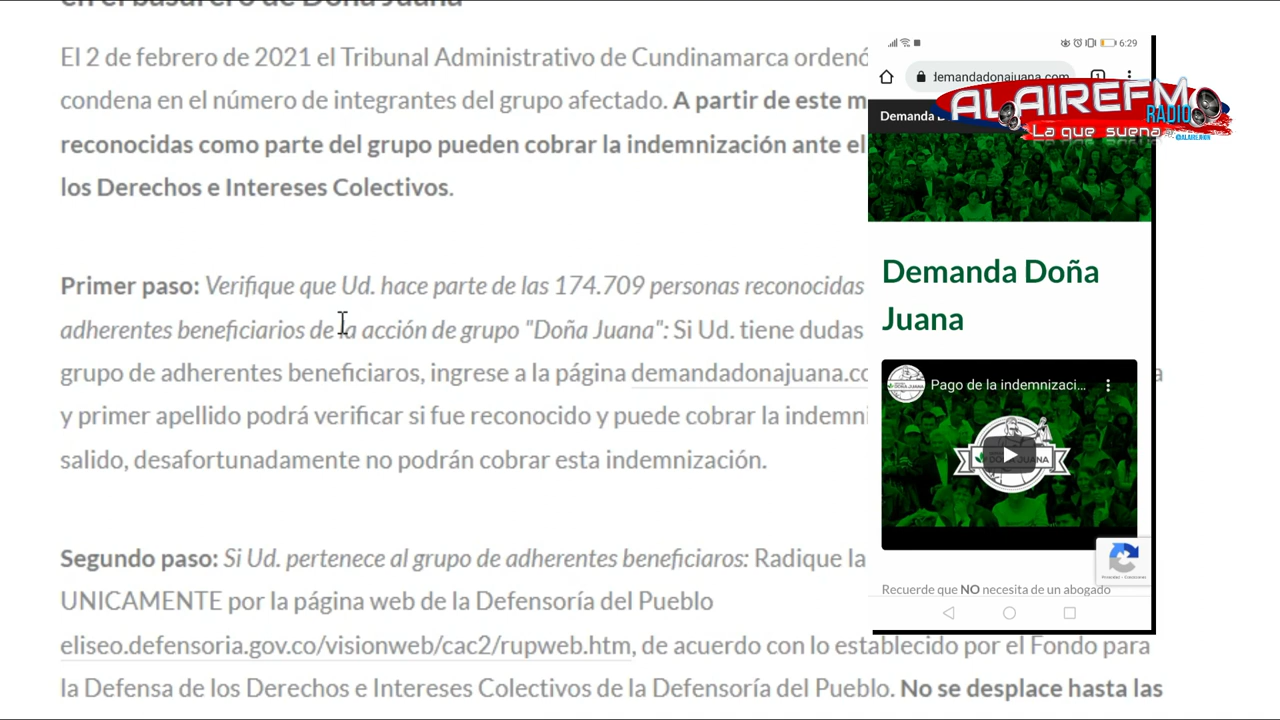 en el basurero de Doña Juana
El 2 de febrero de 2021 el Tribunal Administrativo de Cundinamarca ordenó
condena en el número de integrantes del grupo afectado. A partir de este m
reconocidas como parte del grupo pueden cobrar la indemnización ante el
los Derechos e Intereses Colectivos.
Primer paso: Verifique que Ud. hace parte de las 174.709 personas reconocidas
adherentes beneficiarios de la acción de grupo "Doña Juana": Si Ud. tiene dudas
grupo de adherentes beneficiaros, ingrese a la página demandadonajuana.co
y primer apellido podrá verificar si fue reconocido y puede cobrar la indemni
salido, desafortunadamente no podrán cobrar esta indemnización.
Segundo paso: Si Ud. pertenece al grupo de adherentes beneficiaros: Radique la
UNICAMENTE por la página web de la Defensoría del Pueblo
eliseo.defensoria.gov.co/visionweb/cac2/rupweb.htm, de acuerdo con lo establecido por el Fondo para
la Defensa de los Derechos e Intereses Colectivos de la Defensoría del Pueblo. No se desplace hasta las
6:29
demandadonajuana.com
1
Demanda D
ALAIREFM
RADIO
La que suena
@ALAIREFMCOM
Demanda Doña
Juana
Pago de la indemnizaci...
DOÑA JUANA
Recuerde que NO necesita de un abogado